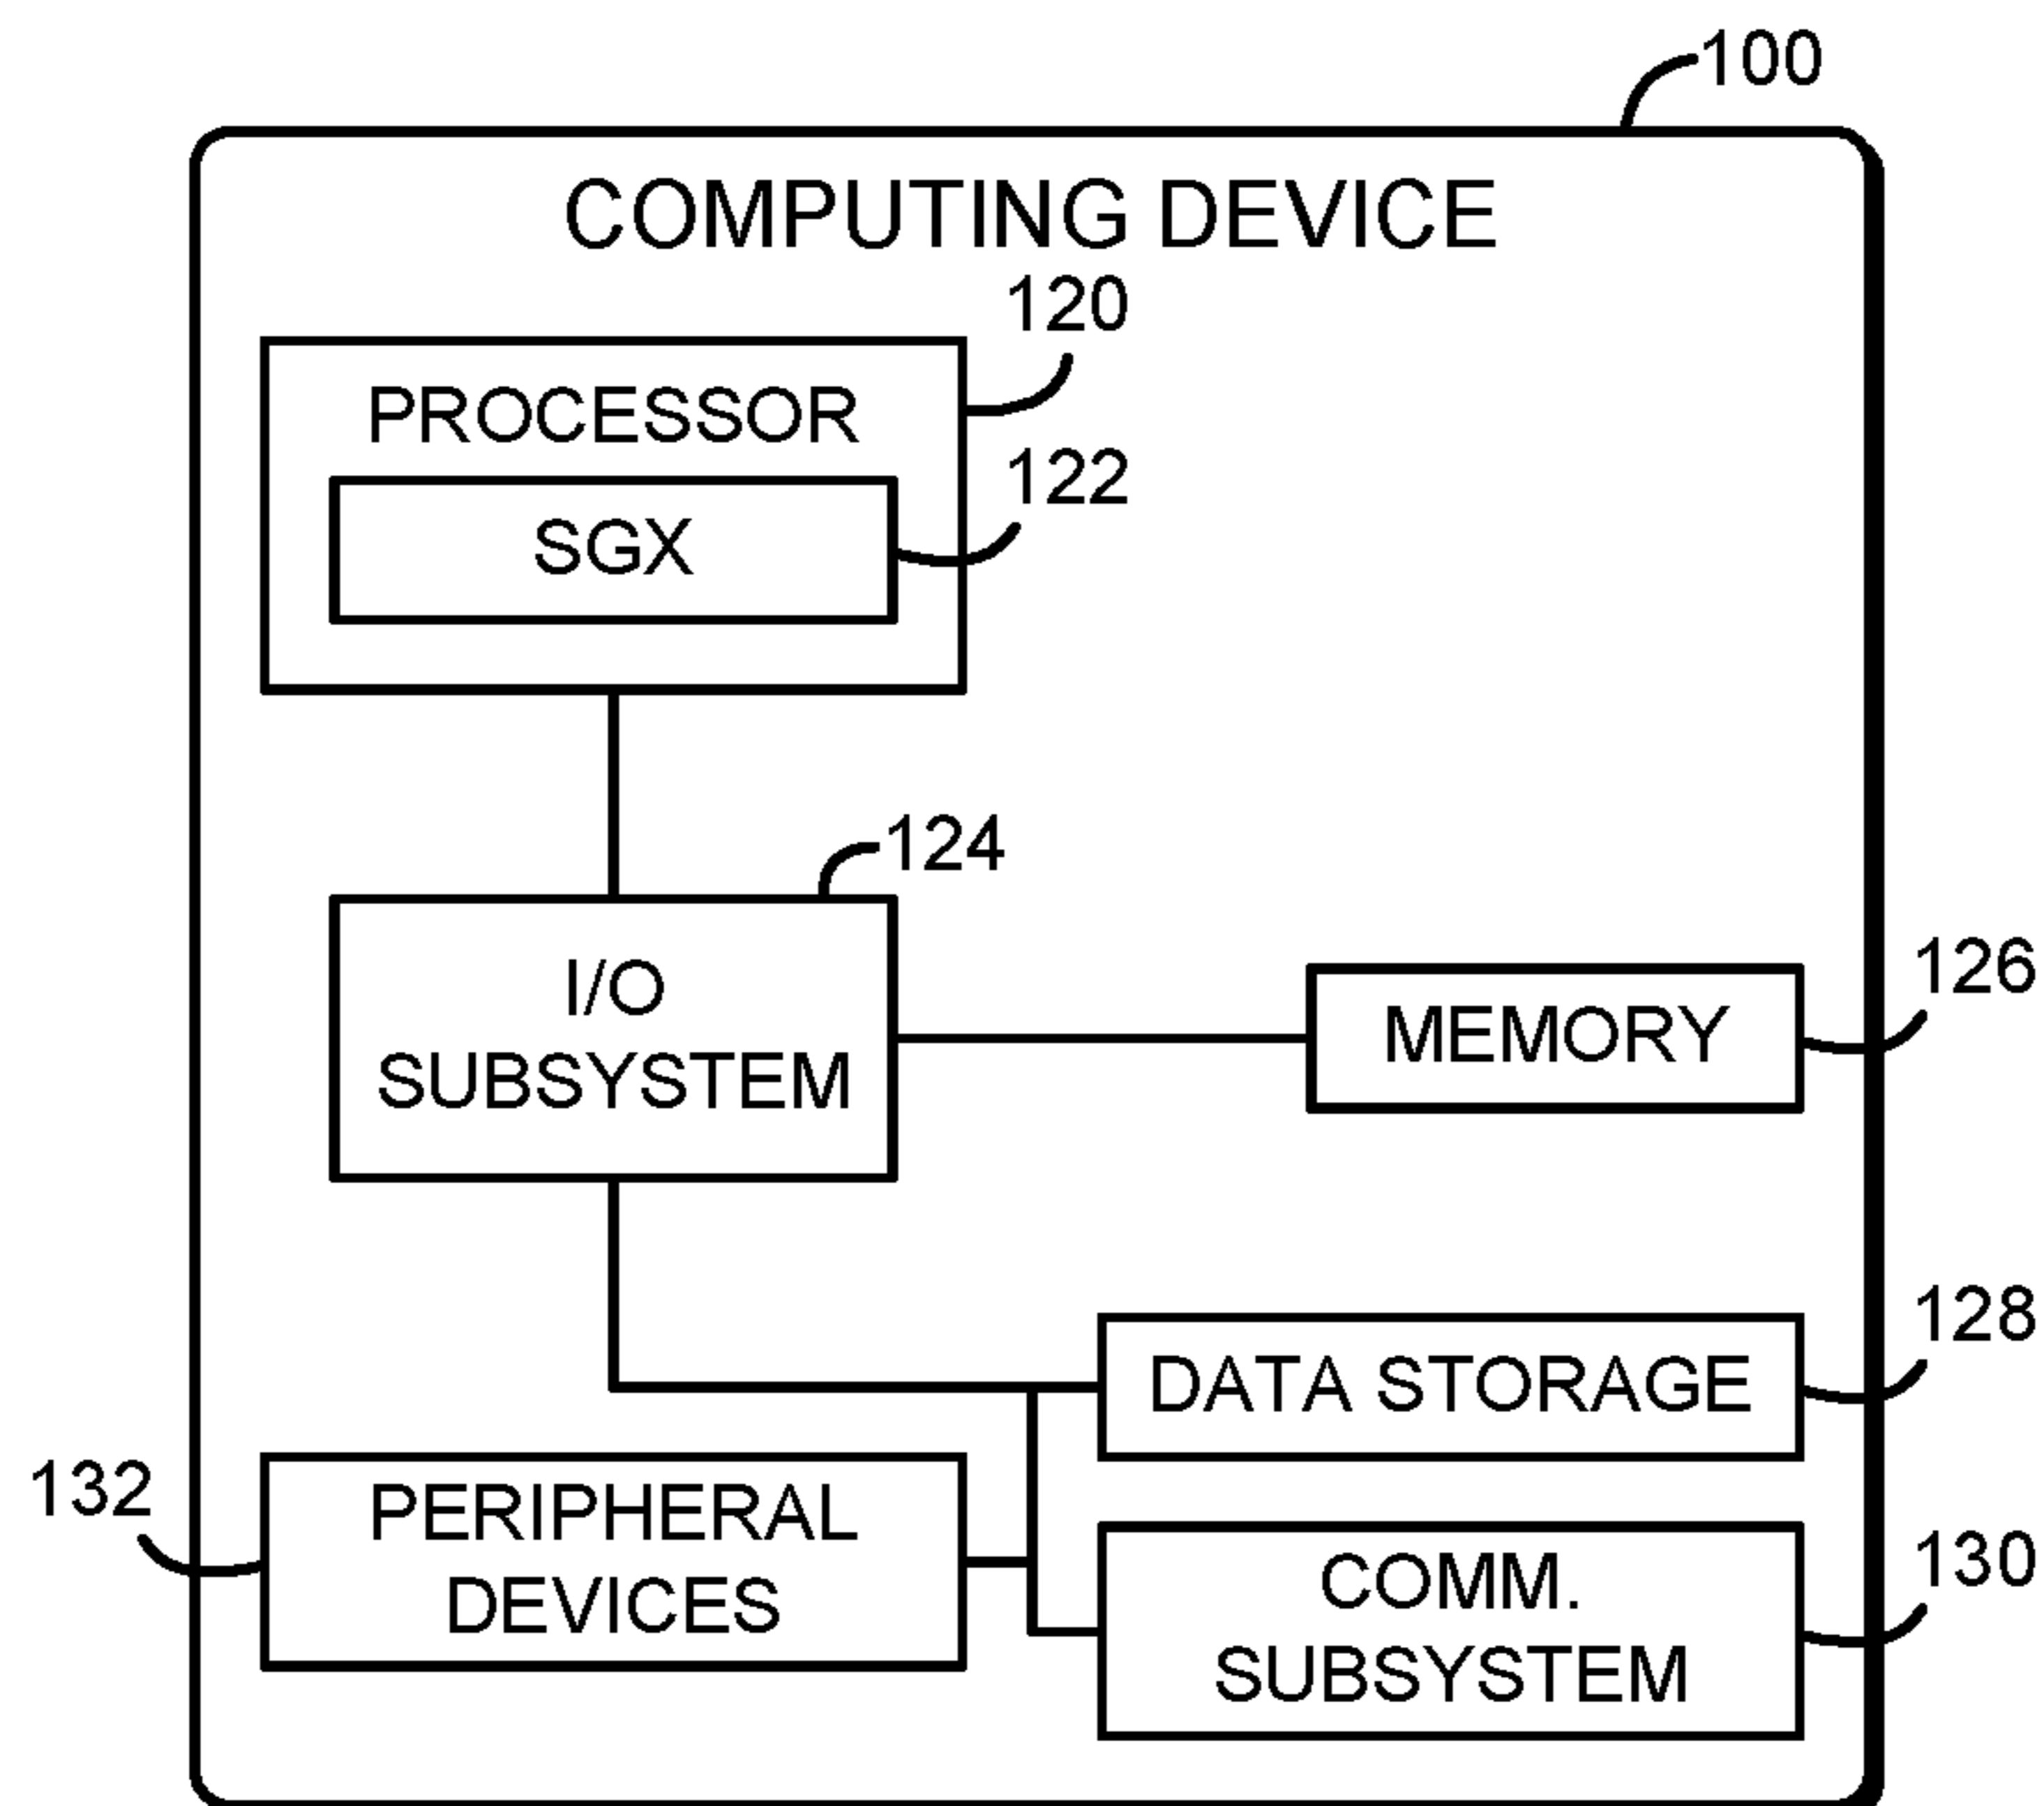 100
COMPUTING DEVICE
120
PROCESSOR
122
SGX
124
I/O
SUBSYSTEM
126
MEMORY
128
DATA STORAGE
132
PERIPHERAL
DEVICES
130
COMM.
SUBSYSTEM